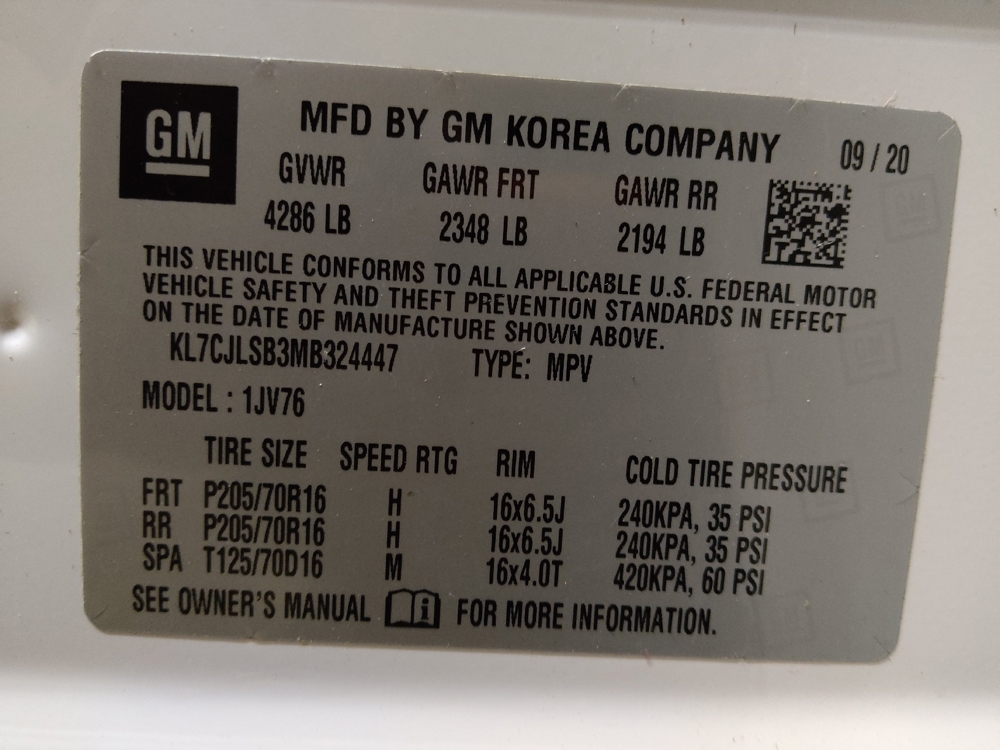 GM
MFD BY GM KOREA COMPANY 09 / 20
GVWR GAWR FRT GAWR RR
4286 LB 2348 LB 2194 LB
THIS VEHICLE CONFORMS TO ALL APPLICABLE U.S. FEDERAL MOTOR
VEHICLE SAFETY AND THEFT PREVENTION STANDARDS IN EFFECT
ON THE DATE OF MANUFACTURE SHOWN ABOVE.
KL7CJLSB3MB324447 TYPE: MPV
MODEL : 1JV76
TIRE SIZE SPEED RTG RIM COLD TIRE PRESSURE
FRT P205/70R16 H 16x6.5J 240KPA, 35 PSI
RR P205/70R16 H 16x6.5J 240KPA, 35 PSI
SPA T125/70D16 M 16x4.0T 420KPA, 60 PSI
SEE OWNER'S MANUAL i FOR MORE INFORMATION.